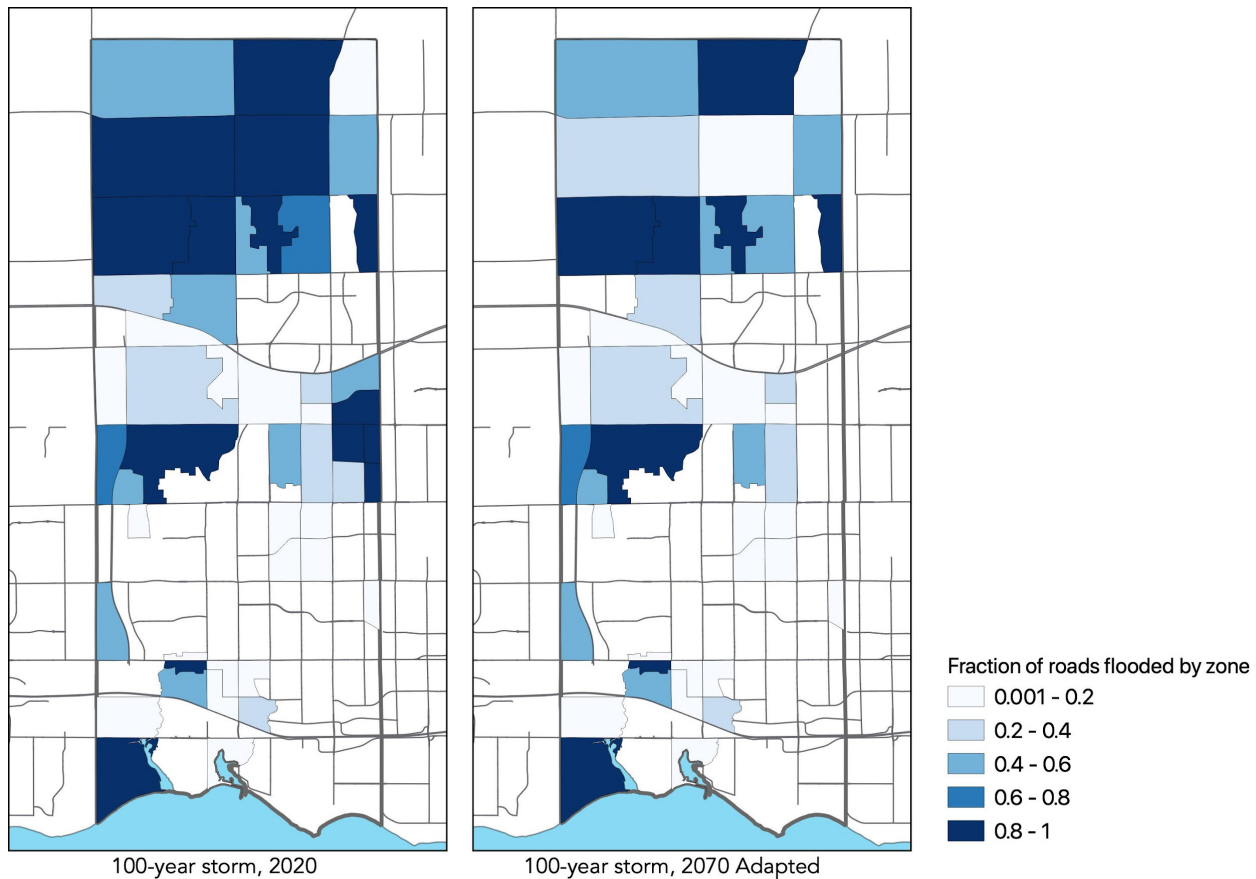 100-year storm, 2020
100-year storm, 2070 Adapted
Fraction of roads flooded by zone
0.001 - 0.2
0.2 - 0.4
0.4 - 0.6
0.6 - 0.8
0.8 - 1